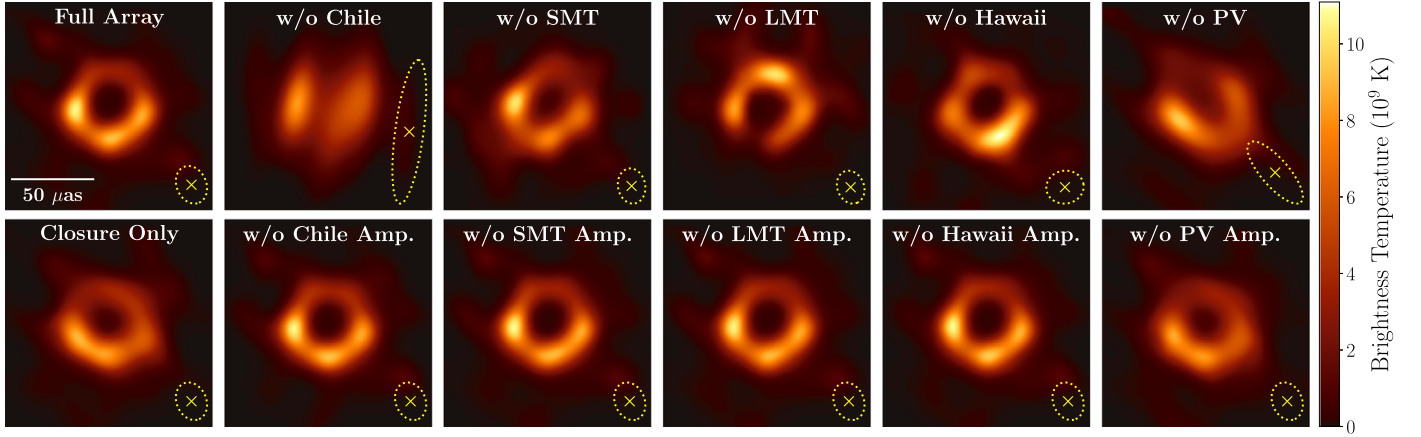 Full Array
w/o Chile
w/o SMT
w/o LMT
w/o Hawaii
w/o PV
50 μas
Closure Only
w/o Chile Amp.
w/o SMT Amp.
w/o LMT Amp.
w/o Hawaii Amp.
w/o PV Amp.
10
8
6
4
2
0
Brightness Temperature (10⁹ K)